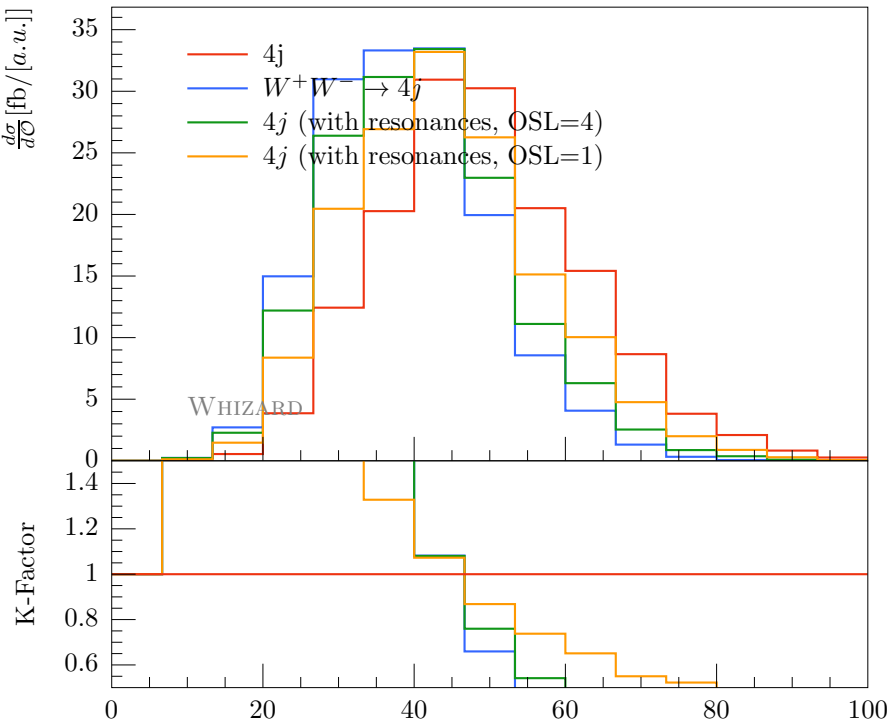 dσ/dO [fb/[a.u.]]
35
30
25
20
15
10
5
0
4j
W⁺W⁻ → 4j
4j (with resonances, OSL=4)
4j (with resonances, OSL=1)
WHIZARD
K-Factor
1.4
1.2
1
0.8
0.6
0 20 40 60 80 100